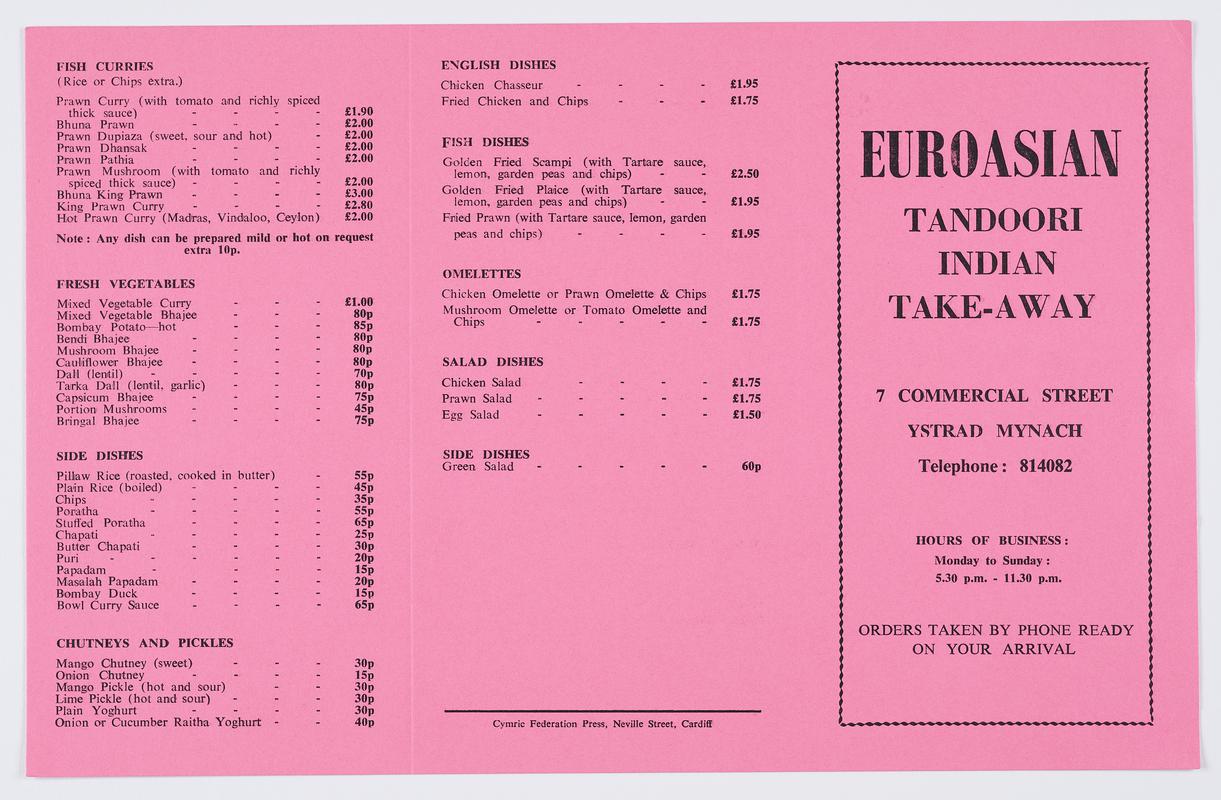 FISH CURRIES
(Rice or Chips extra.)
Prawn Curry (with tomato and richly spiced
thick sauce) - - - - £1.90
Bhuna Prawn - - - - £2.00
Prawn Dupiaza (sweet, sour and hot) - £2.00
Prawn Dhansak - - - - £2.00
Prawn Pathia - - - - £2.00
Prawn Mushroom (with tomato and richly
spiced thick sauce) - - - - £2.00
Bhuna King Prawn - - - - £3.00
King Prawn Curry - - - - £2.80
Hot Prawn Curry (Madras, Vindaloo, Ceylon) £2.00
Note : Any dish can be prepared mild or hot on request
extra 10p.
FRESH VEGETABLES
Mixed Vegetable Curry - - - £1.00
Mixed Vegetable Bhajee - - - 80p
Bombay Potato—hot - - - 85p
Bendi Bhajee - - - - 80p
Mushroom Bhajee - - - - 80p
Cauliflower Bhajee - - - - 80p
Dall (lentil) - - - - - 70p
Tarka Dall (lentil, garlic) - - - 80p
Capsicum Bhajee - - - - 75p
Portion Mushrooms - - - - 45p
Bringal Bhajee - - - - 75p
SIDE DISHES
Pillaw Rice (roasted, cooked in butter) - 55p
Plain Rice (boiled) - - - - 45p
Chips - - - - - 35p
Poratha - - - - - 55p
Stuffed Poratha - - - - 65p
Chapati - - - - - 25p
Butter Chapati - - - - 30p
Puri - - - - - - 20p
Papadam - - - - - 15p
Masalah Papadam - - - - 20p
Bombay Duck - - - - 15p
Bowl Curry Sauce - - - - 65p
CHUTNEYS AND PICKLES
Mango Chutney (sweet) - - - 30p
Onion Chutney - - - - 15p
Mango Pickle (hot and sour) - - - 30p
Lime Pickle (hot and sour) - - - 30p
Plain Yoghurt - - - - 30p
Onion or Cucumber Raitha Yoghurt - - 40p
ENGLISH DISHES
Chicken Chasseur - - - - £1.95
Fried Chicken and Chips - - - £1.75
FISH DISHES
Golden Fried Scampi (with Tartare sauce,
lemon, garden peas and chips) - - £2.50
Golden Fried Plaice (with Tartare sauce,
lemon, garden peas and chips) - - £1.95
Fried Prawn (with Tartare sauce, lemon, garden
peas and chips) - - - - £1.95
OMELETTES
Chicken Omelette or Prawn Omelette & Chips £1.75
Mushroom Omelette or Tomato Omelette and
Chips - - - - - £1.75
SALAD DISHES
Chicken Salad - - - - £1.75
Prawn Salad - - - - - £1.75
Egg Salad - - - - - £1.50
SIDE DISHES
Green Salad - - - - - 60p
Cymric Federation Press, Neville Street, Cardiff
EUROASIAN
TANDOORI
INDIAN
TAKE-AWAY
7 COMMERCIAL STREET
YSTRAD MYNACH
Telephone : 814082
HOURS OF BUSINESS :
Monday to Sunday :
5.30 p.m. - 11.30 p.m.
ORDERS TAKEN BY PHONE READY
ON YOUR ARRIVAL